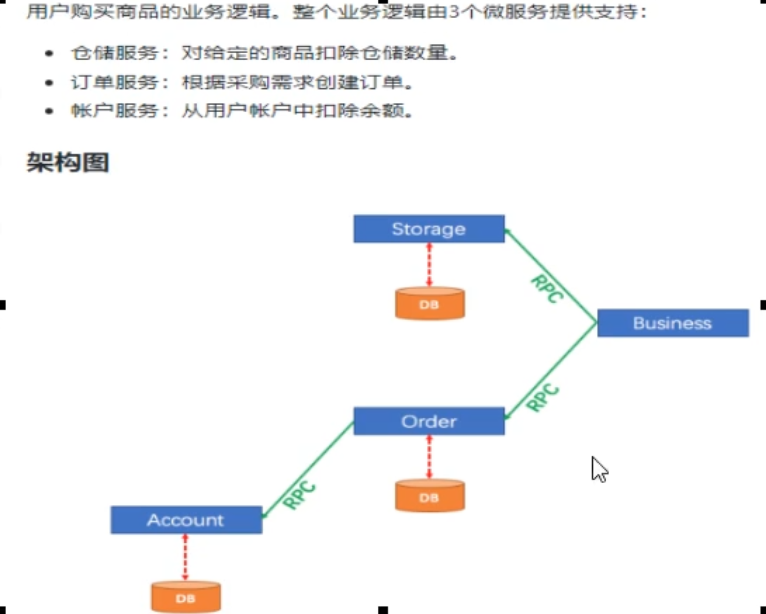 用户购买商品的业务逻辑。整个业务逻辑由3个微服务提供支持：
• 仓储服务：对给定的商品扣除仓储数量。
• 订单服务：根据采购需求创建订单。
• 帐户服务：从用户帐户中扣除余额。
架构图
Storage
DB
RPC
Business
RPC
Order
DB
RPC
Account
DB